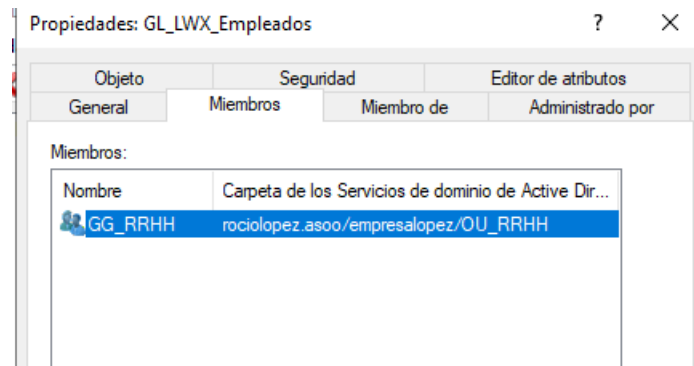 Propiedades: GL_LWX_Empleados ? ×
Objeto Seguridad Editor de atributos
General Miembros Miembro de Administrado por
Miembros:
Nombre Carpeta de los Servicios de dominio de Active Dir...
GG_RRHH rociolopez.asoo/empresalopez/OU_RRHH